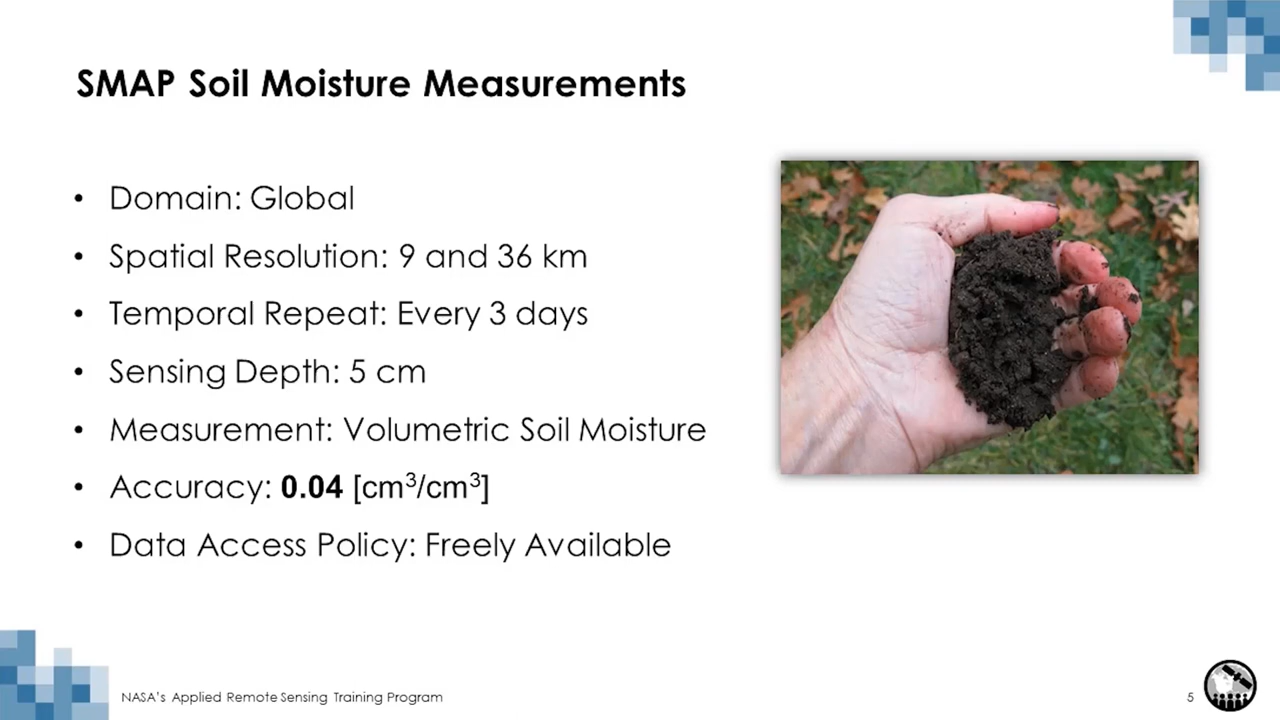 SMAP Soil Moisture Measurements
• Domain: Global
• Spatial Resolution: 9 and 36 km
• Temporal Repeat: Every 3 days
• Sensing Depth: 5 cm
• Measurement: Volumetric Soil Moisture
• Accuracy: 0.04 [cm³/cm³]
• Data Access Policy: Freely Available
NASA's Applied Remote Sensing Training Program
5